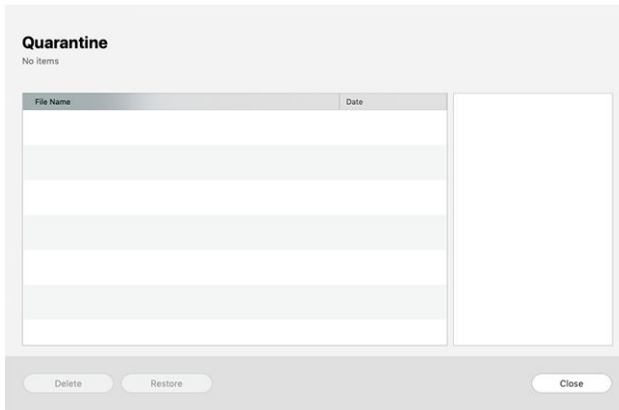 Quarantine
No items
File Name Date
Delete Restore Close